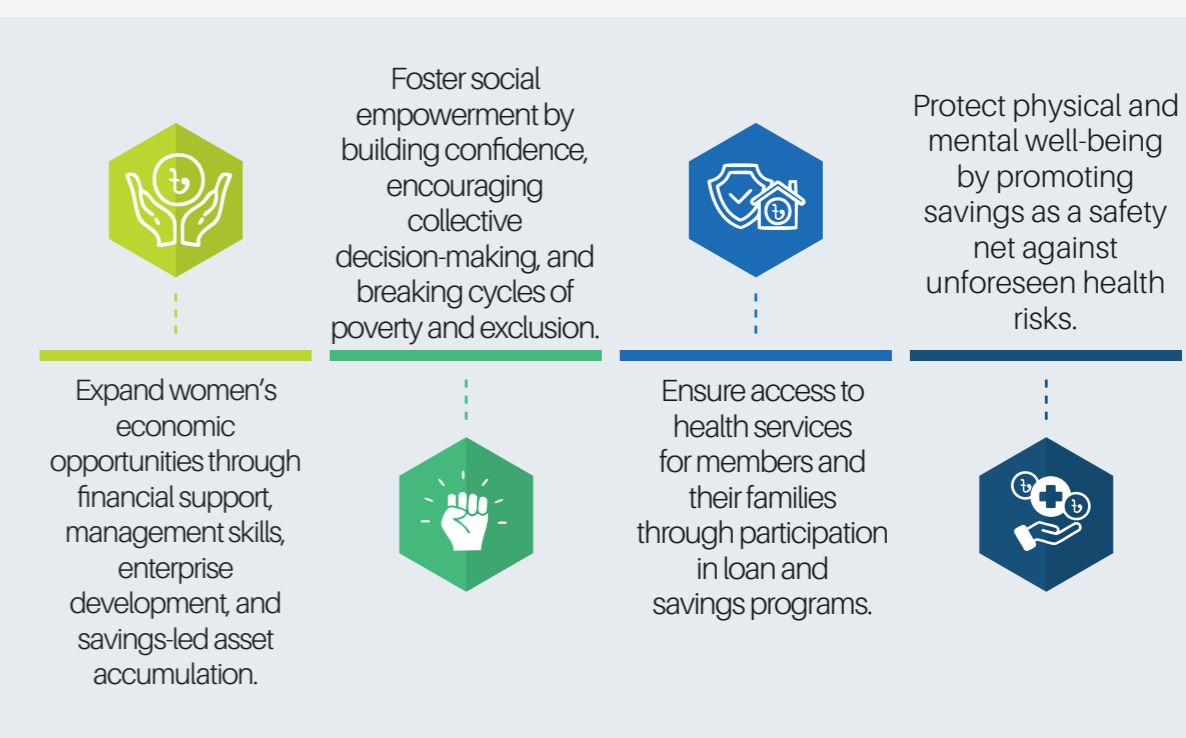 Expand women's
economic
opportunities through
financial support,
management skills,
enterprise
development, and
savings-led asset
accumulation.
Foster social
empowerment by
building confidence,
encouraging
collective
decision-making, and
breaking cycles of
poverty and exclusion.
Ensure access to
health services
for members and
their families
through participation
in loan and
savings programs.
Protect physical and
mental well-being
by promoting
savings as a safety
net against
unforeseen health
risks.